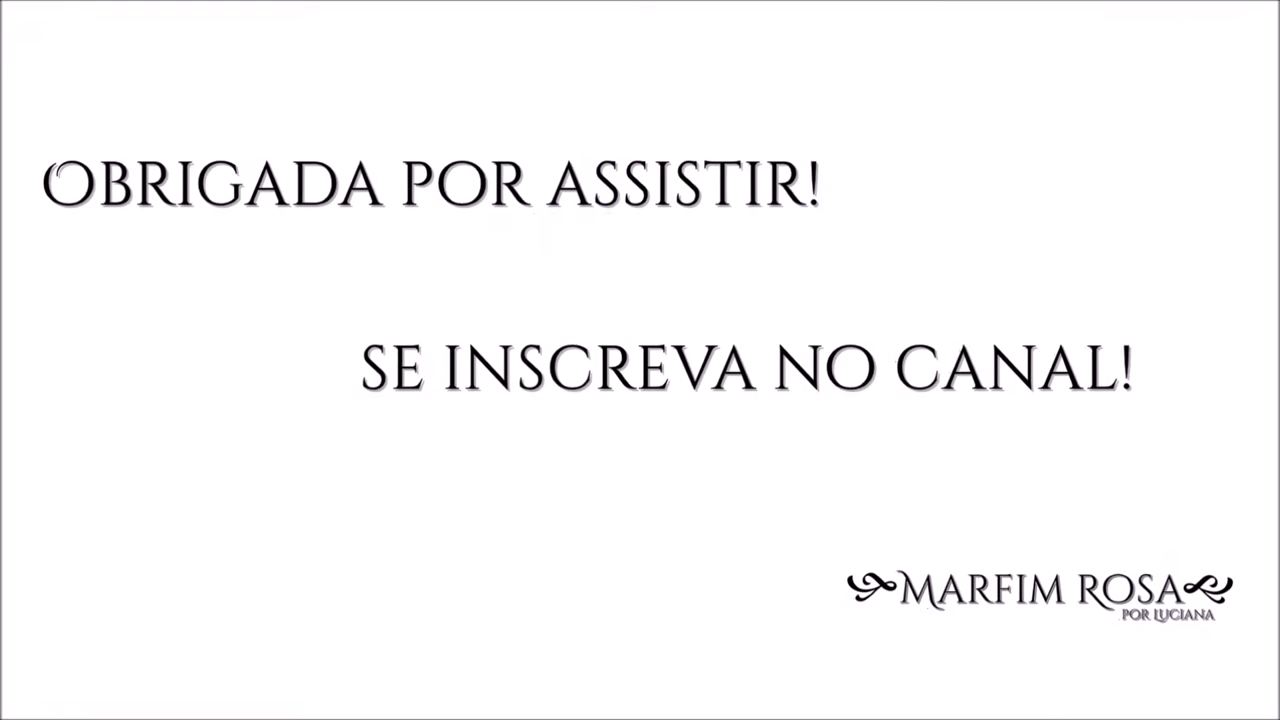 Obrigada por assistir!
se inscreva no canal!
Marfim Rosa
por Luciana